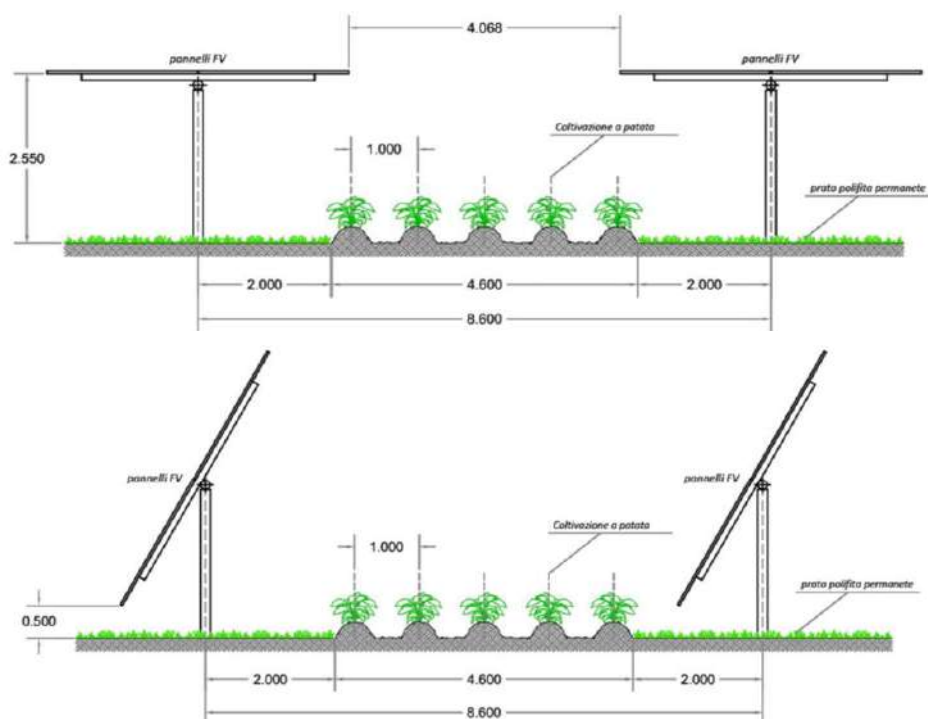 4.068
pannelli FV
pannelli FV
Coltivazione a patata
2.550
1.000
prato polifita permanete
2.000
4.600
2.000
8.600
pannelli FV
pannelli FV
Coltivazione a patata
1.000
prato polifita permanete
0.500
2.000
4.600
2.000
8.600